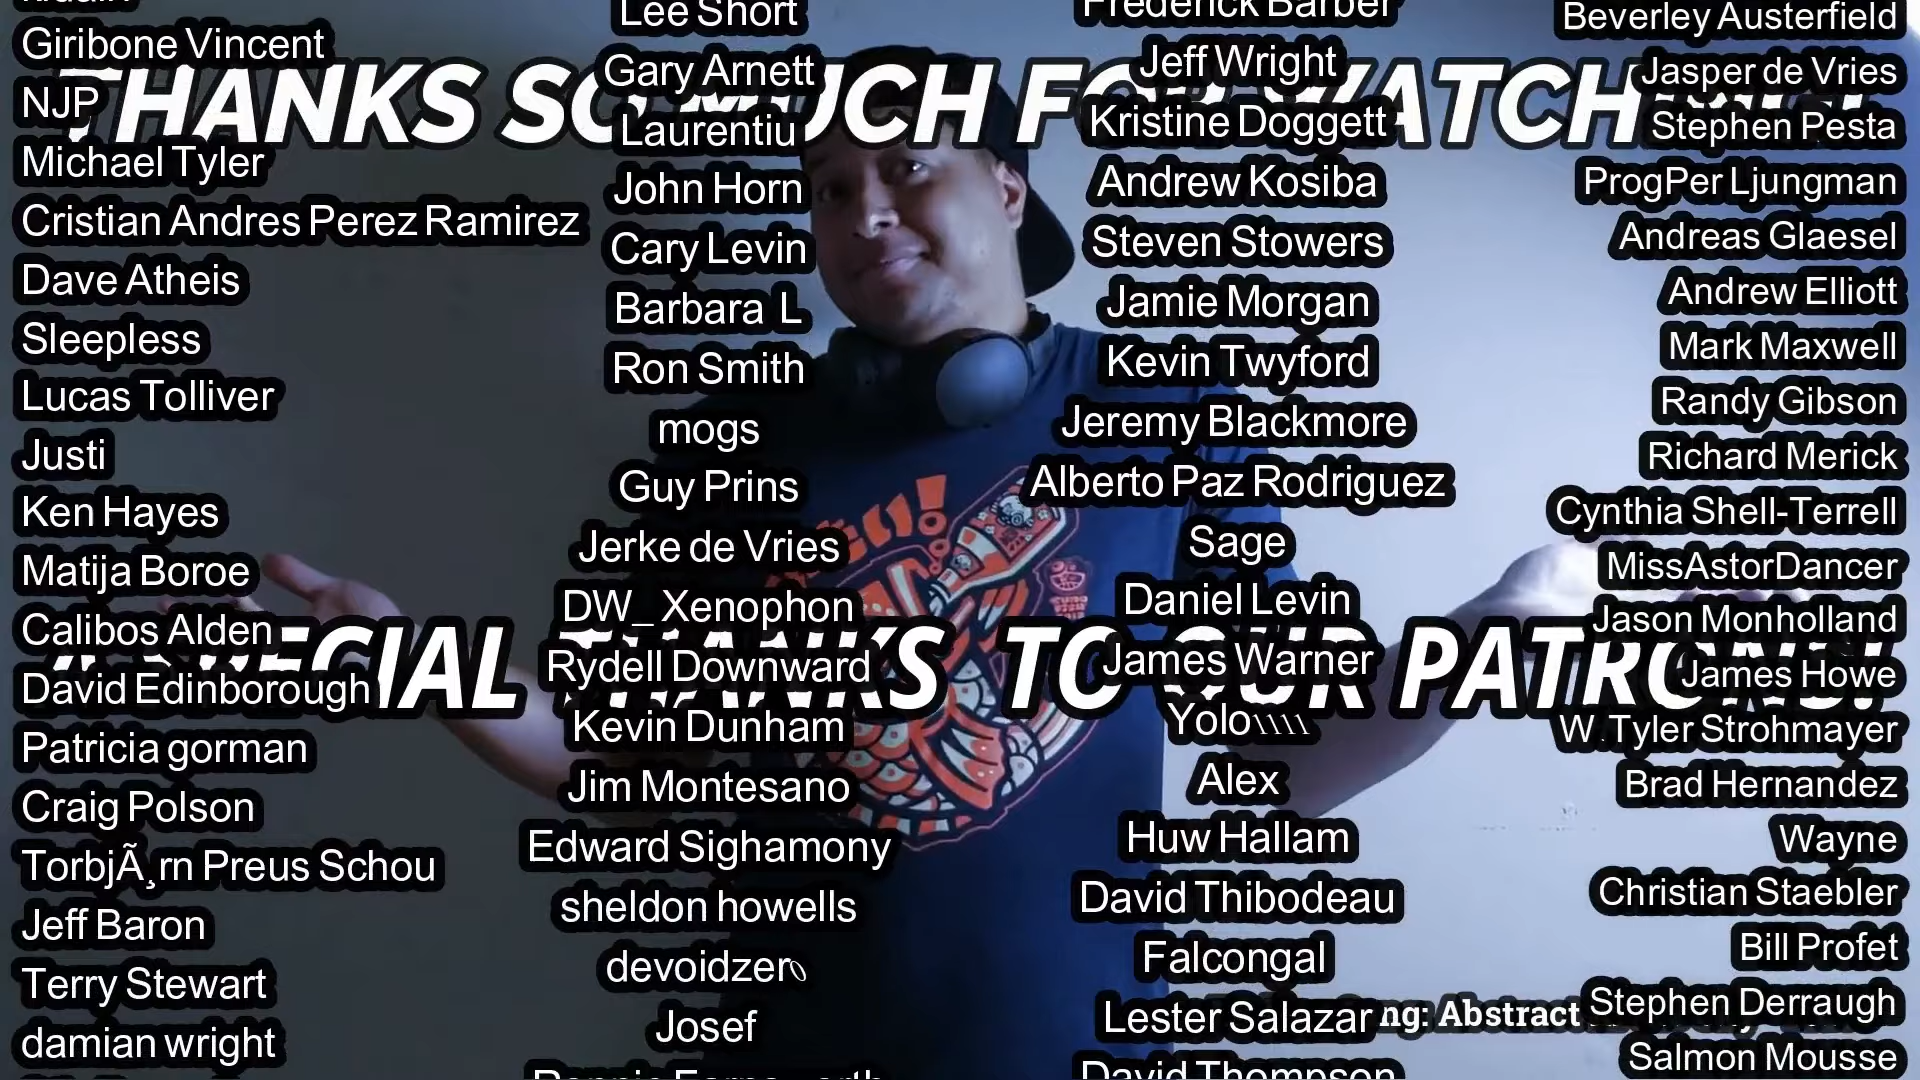 Giribone Vincent
NJP
Michael Tyler
Cristian Andres Perez Ramirez
Dave Atheis
Sleepless
Lucas Tolliver
Justi
Ken Hayes
Matija Boroe
Calibos Alden
David Edinborough
Patricia gorman
Craig Polson
TorbjÃ¸rn Preus Schou
Jeff Baron
Terry Stewart
damian wright
Lee Short
Gary Arnett
Laurentiu
John Horn
Cary Levin
Barbara L
Ron Smith
mogs
Guy Prins
Jerke de Vries
DW_ Xenophon
Rydell Downward
Kevin Dunham
Jim Montesano
Edward Sighamony
sheldon howells
devoidzer0
Josef
Frederick Barber
Jeff Wright
Kristine Doggett
Andrew Kosiba
Steven Stowers
Jamie Morgan
Kevin Twyford
Jeremy Blackmore
Alberto Paz Rodriguez
Sage
Daniel Levin
James Warner
Yolo\\\\
Alex
Huw Hallam
David Thibodeau
Falcongal
Lester Salazar
David Thompson
Beverley Austerfield
Jasper de Vries
Stephen Pesta
ProgPer Ljungman
Andreas Glaesel
Andrew Elliott
Mark Maxwell
Randy Gibson
Richard Merick
Cynthia Shell-Terrell
MissAstorDancer
Jason Monholland
James Howe
W.Tyler Strohmayer
Brad Hernandez
Wayne
Christian Staebler
Bill Profet
Stephen Derraugh
Salmon Mousse
THANKS SO MUCH FOR WATCHING!
A SPECIAL THANKS TO OUR PATRONS!
ng: Abstract